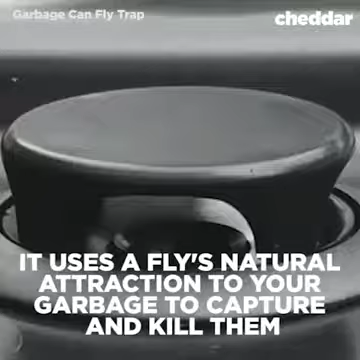 Garbage Can Fly Trap
cheddar
IT USES A FLY'S NATURAL
ATTRACTION TO YOUR
GARBAGE TO CAPTURE
AND KILL THEM